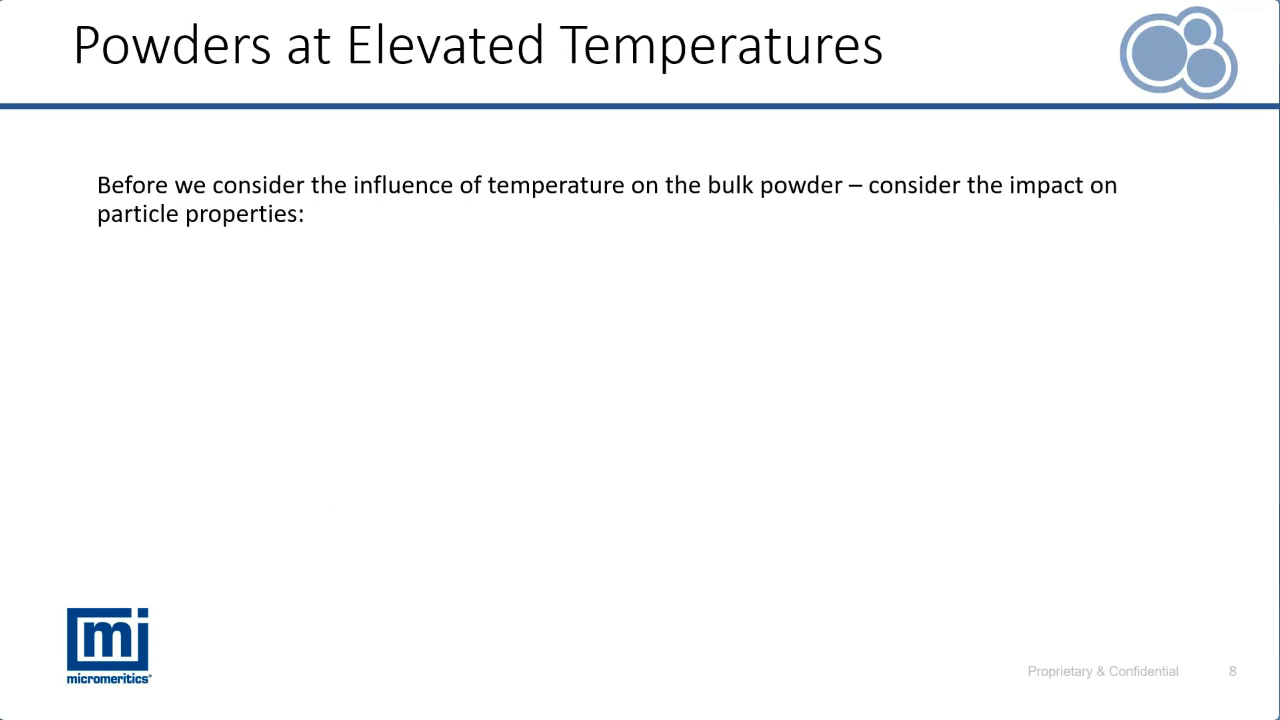 Powders at Elevated Temperatures
Before we consider the influence of temperature on the bulk powder – consider the impact on
particle properties:
mi
micromeritics®
Proprietary & Confidential
8